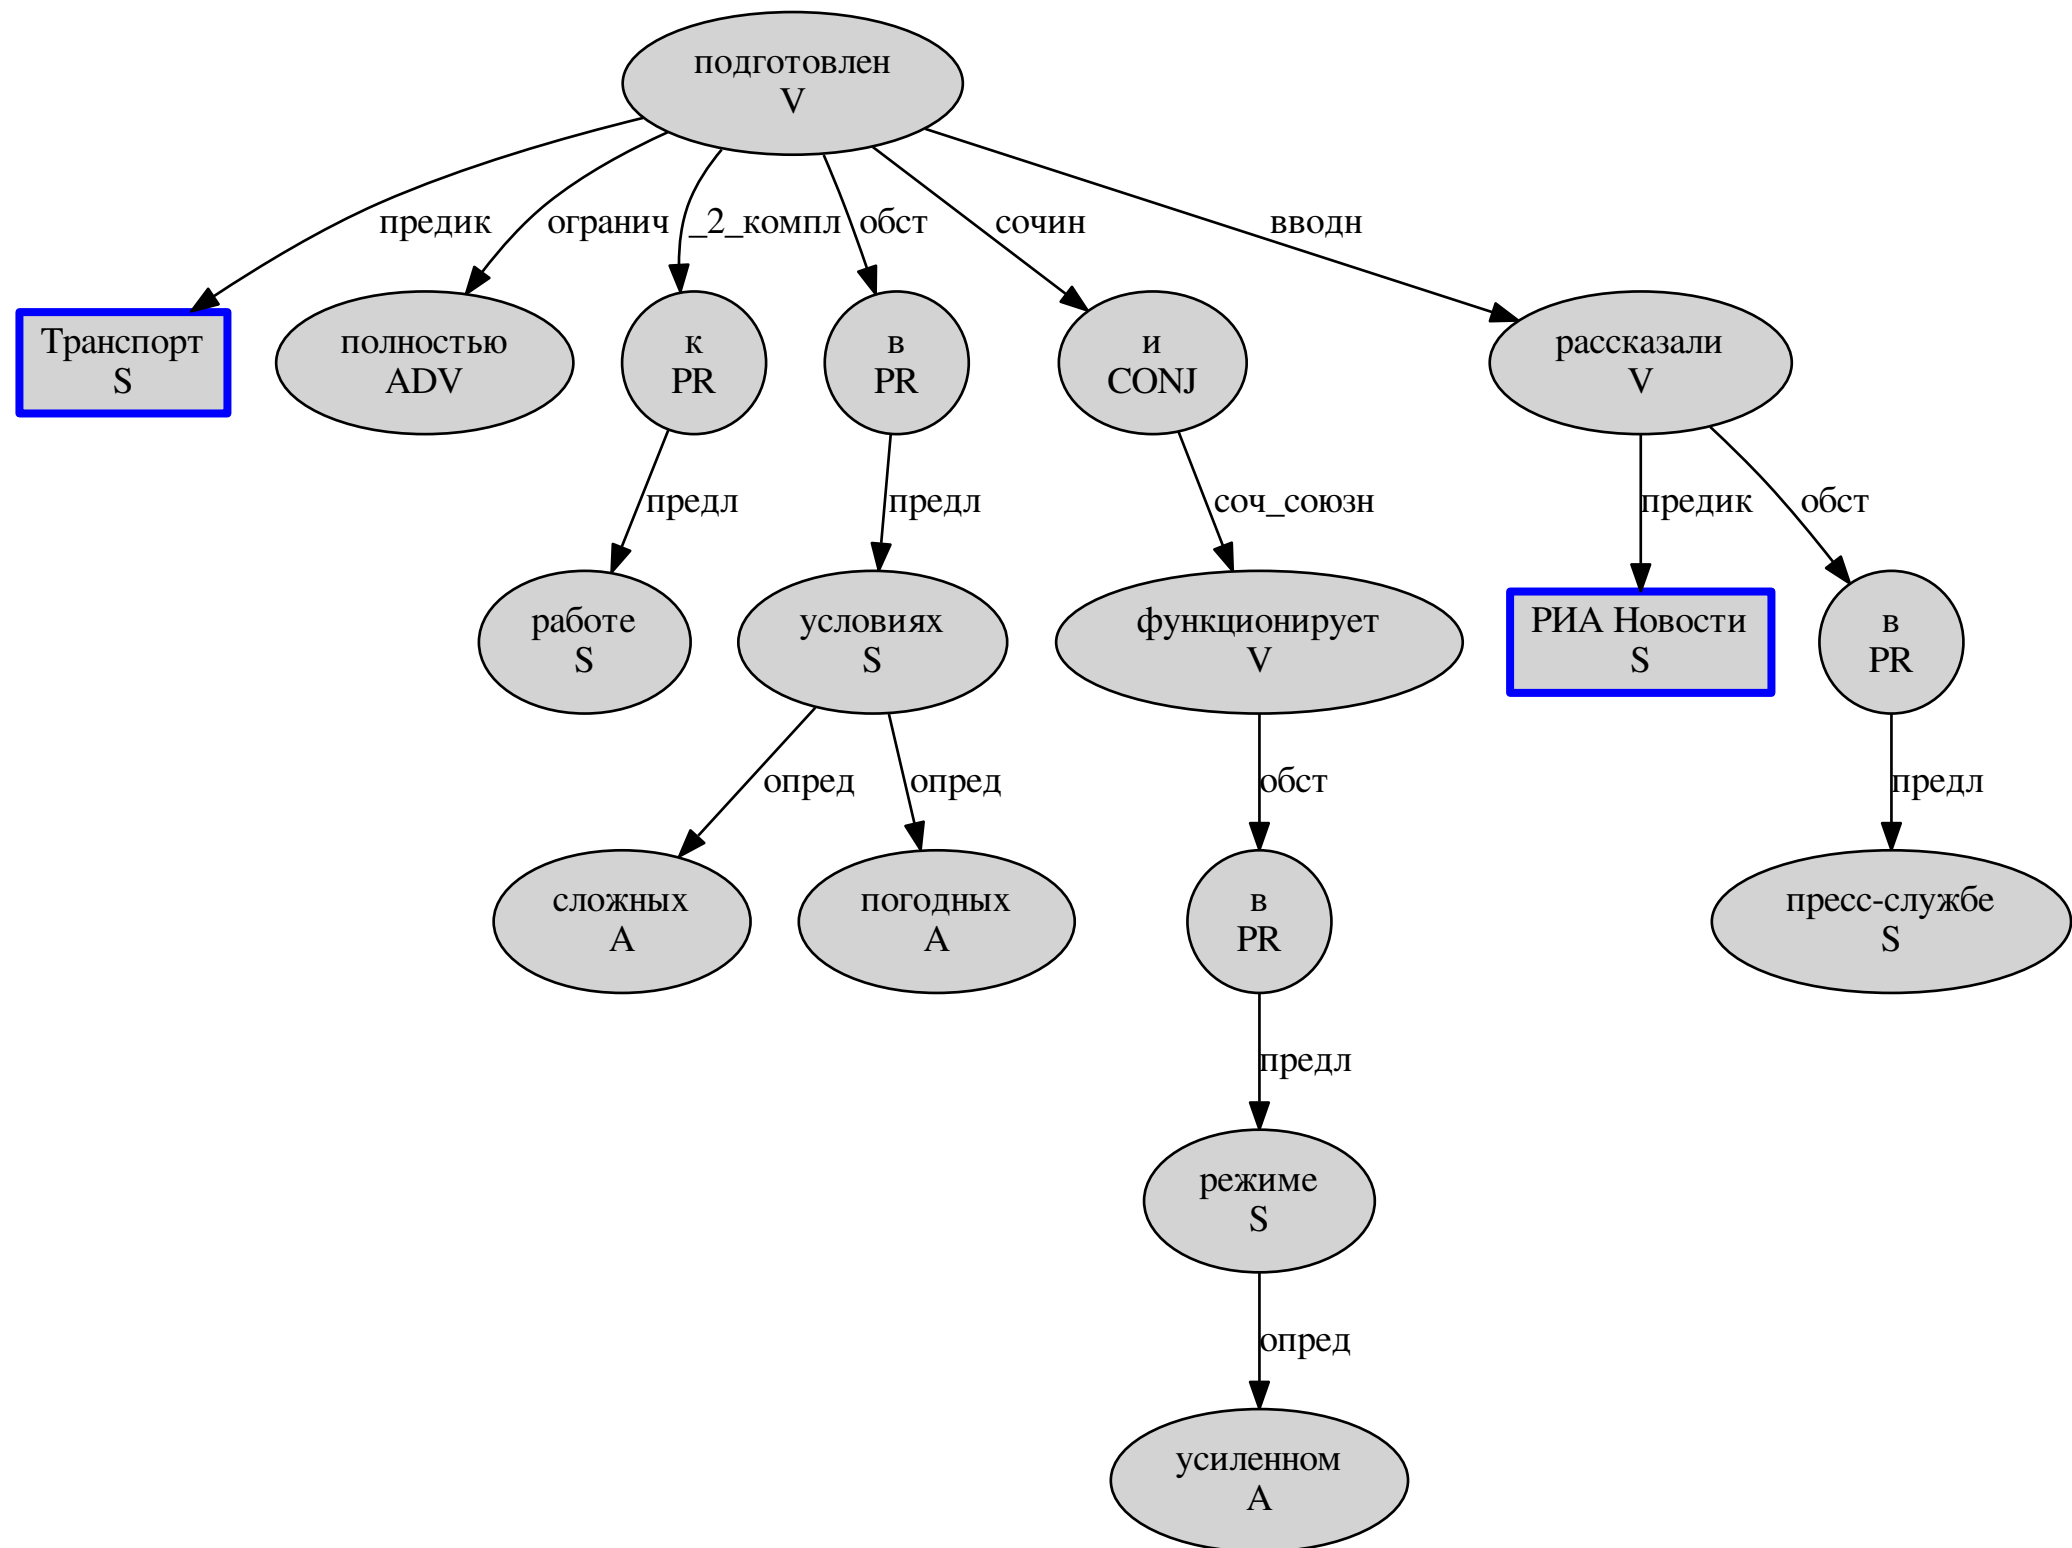 подготовлен
V
предик
огранич
_2_компл
обст
сочин
вводн
Транспорт
S
полностью
ADV
к
PR
в
PR
и
CONJ
рассказали
V
предл
предл
соч_союзн
предик
обст
работе
S
условиях
S
функционирует
V
РИА Новости
S
в
PR
опред
опред
обст
предл
сложных
A
погодных
A
в
PR
пресс-службе
S
предл
режиме
S
опред
усиленном
A